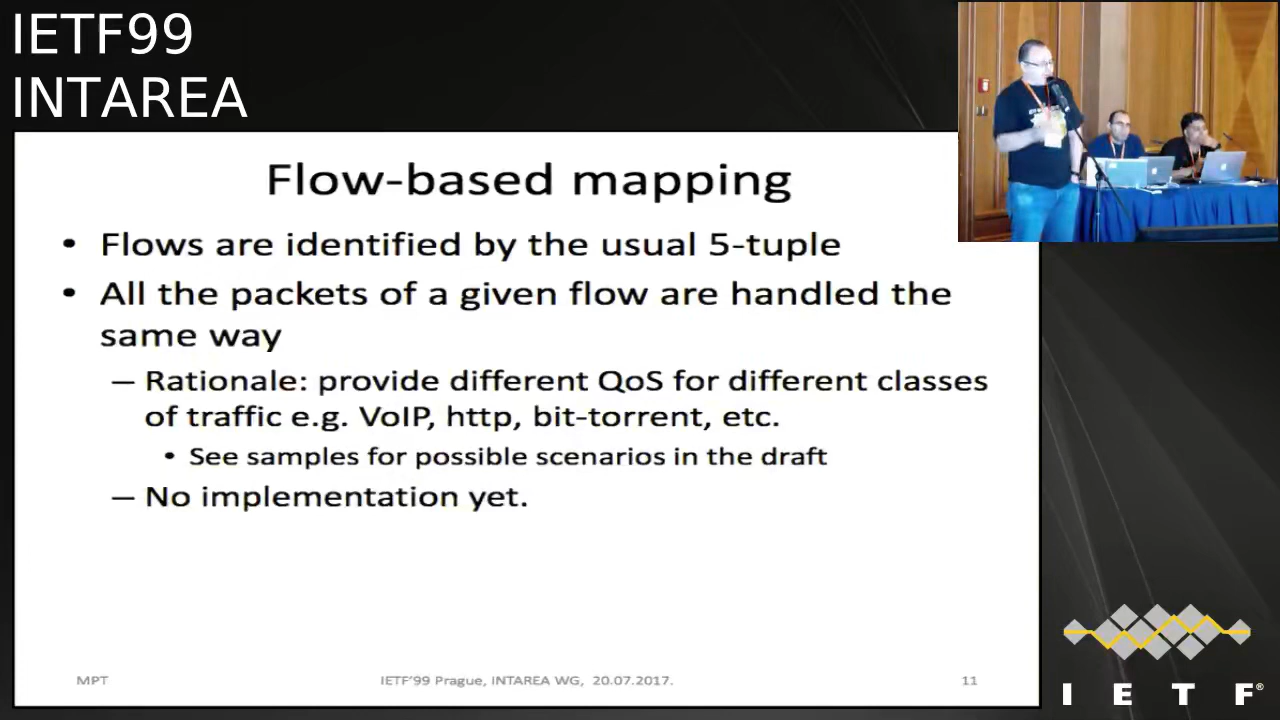 IETF99
INTAREA
Flow-based mapping
• Flows are identified by the usual 5-tuple
• All the packets of a given flow are handled the
same way
– Rationale: provide different QoS for different classes
of traffic e.g. VoIP, http, bit-torrent, etc.
• See samples for possible scenarios in the draft
– No implementation yet.
MPT
IETF'99 Prague, INTAREA WG, 20.07.2017.
11
I E T F®